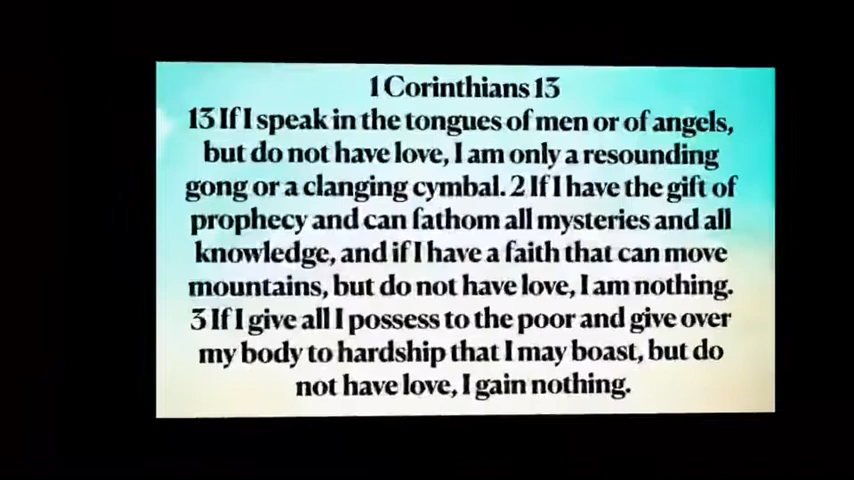 1 Corinthians 13
13 If I speak in the tongues of men or of angels,
but do not have love, I am only a resounding
gong or a clanging cymbal. 2 If I have the gift of
prophecy and can fathom all mysteries and all
knowledge, and if I have a faith that can move
mountains, but do not have love, I am nothing.
3 If I give all I possess to the poor and give over
my body to hardship that I may boast, but do
not have love, I gain nothing.